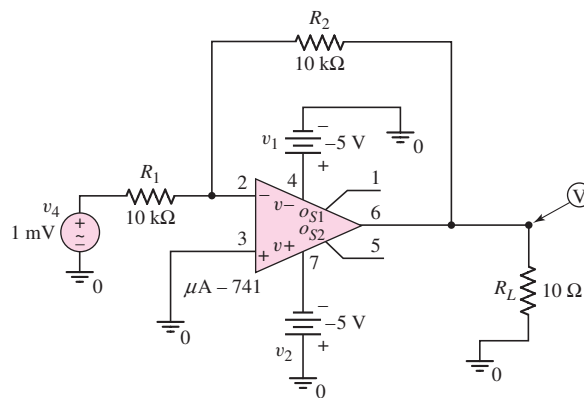 R2
10 kΩ
−
v1
−5 V
+
0
R1
10 kΩ
2
−
4
v−
oS1
1
v4
1 mV
+
~
−
0
3
+
v+
oS2
6
5
7
V
μA – 741
0
−
−5 V
+
v2
0
RL
10 Ω
0